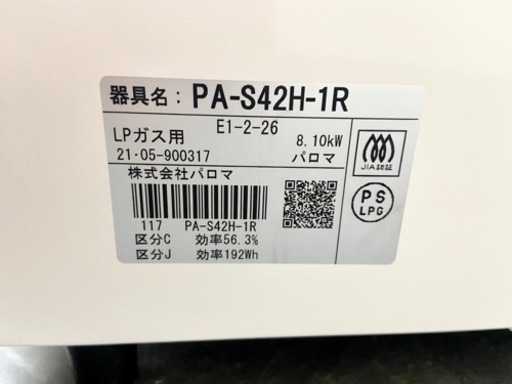 器具名：PA-S42H-1R
E1-2-26
LPガス用 8.10kW
21・05-900317 パロマ
株式会社パロマ
117 PA-S42H-1R
区分C 効率56.3%
区分J 効率192Wh
JIA認証
PS
LPG